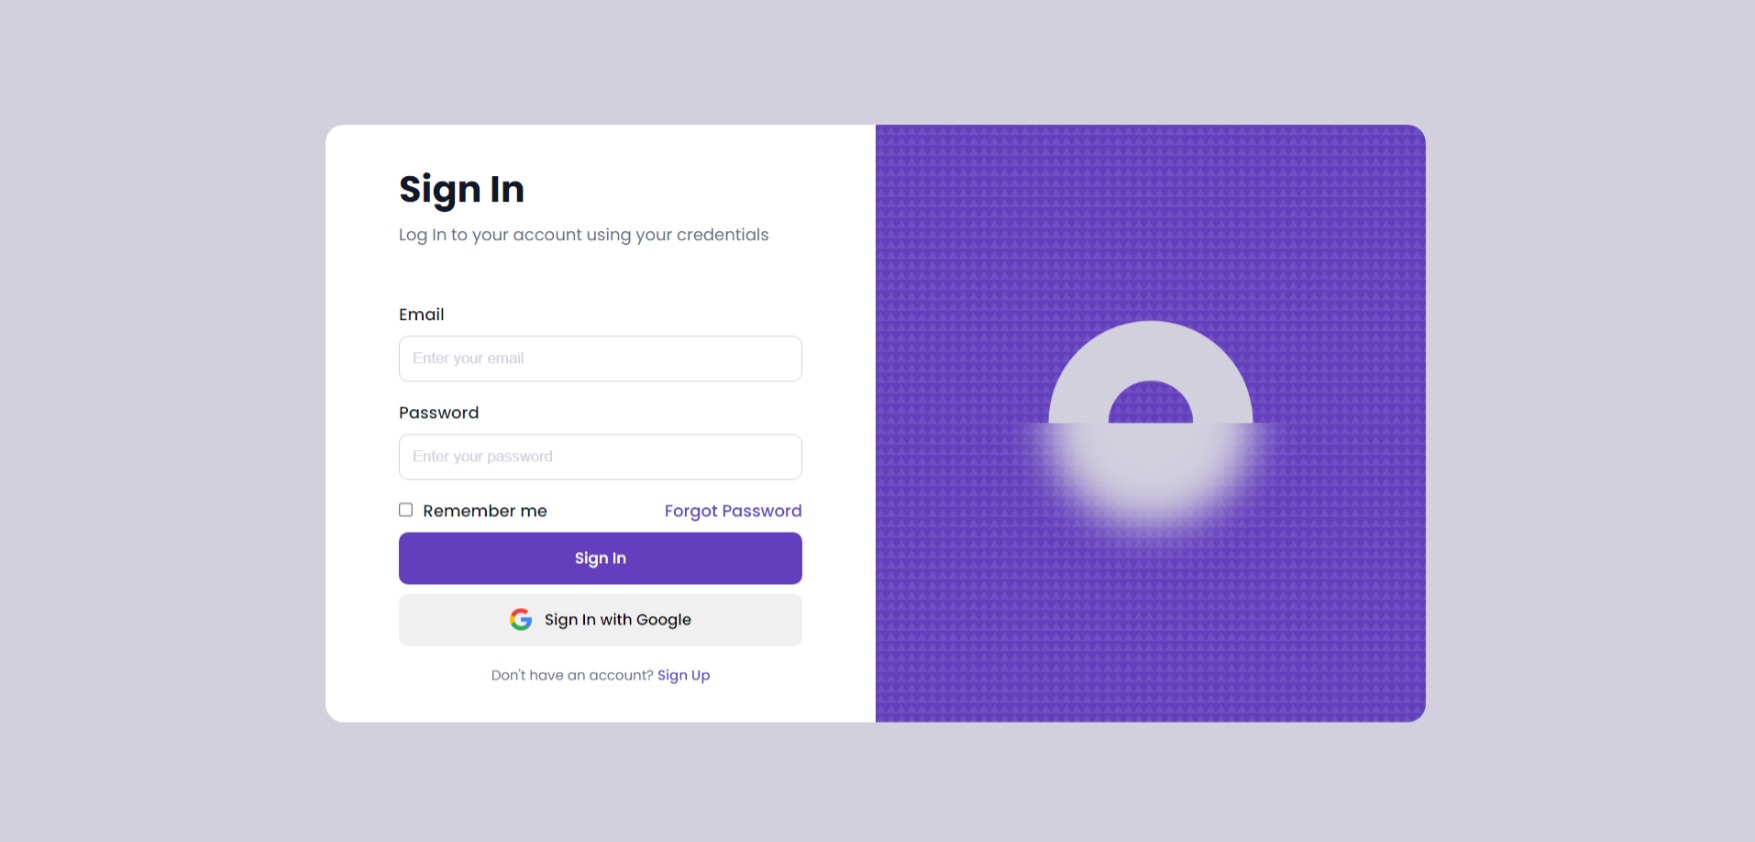 Sign In
Log In to your account using your credentials
Email
Enter your email
Password
Enter your password
Remember me
Forgot Password
Sign In
Sign In with Google
Don't have an account? Sign Up